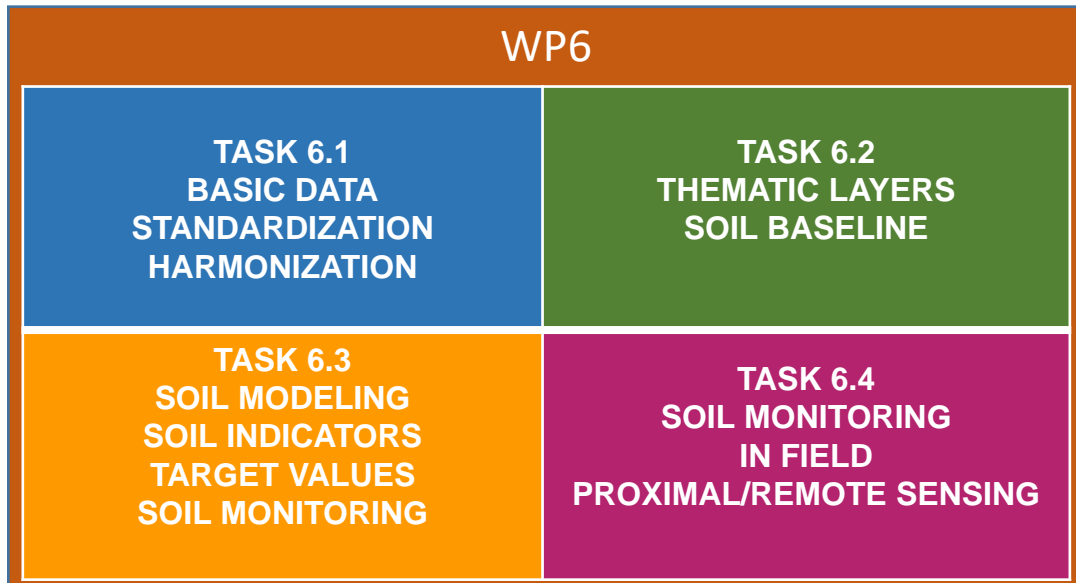 WP6
TASK 6.1
BASIC DATA
STANDARDIZATION
HARMONIZATION
TASK 6.2
THEMATIC LAYERS
SOIL BASELINE
TASK 6.3
SOIL MODELING
SOIL INDICATORS
TARGET VALUES
SOIL MONITORING
TASK 6.4
SOIL MONITORING
IN FIELD
PROXIMAL/REMOTE SENSING